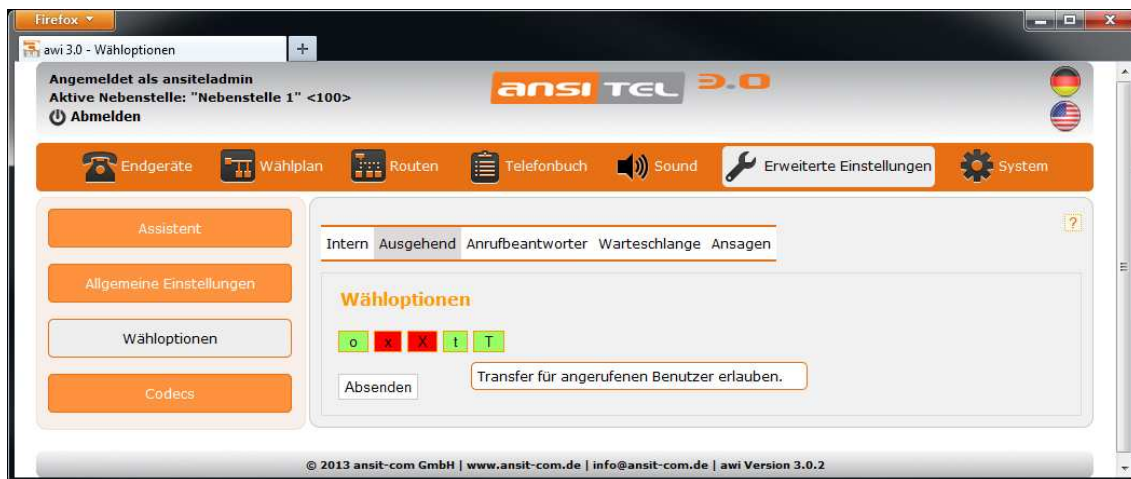 Firefox
awi 3.0 - Wähloptionen
+
Angemeldet als ansiteladmin
Aktive Nebenstelle: "Nebenstelle 1" <100>
Abmelden
ansi TEL 3.0
Endgeräte Wählplan Routen Telefonbuch Sound Erweiterte Einstellungen System
Assistent
Allgemeine Einstellungen
Wähloptionen
Codecs
?
Intern Ausgehend Anrufbeantworter Warteschlange Ansagen
Wähloptionen
o x X t T
Transfer für angerufenen Benutzer erlauben.
Absenden
© 2013 ansit-com GmbH | www.ansit-com.de | info@ansit-com.de | awi Version 3.0.2